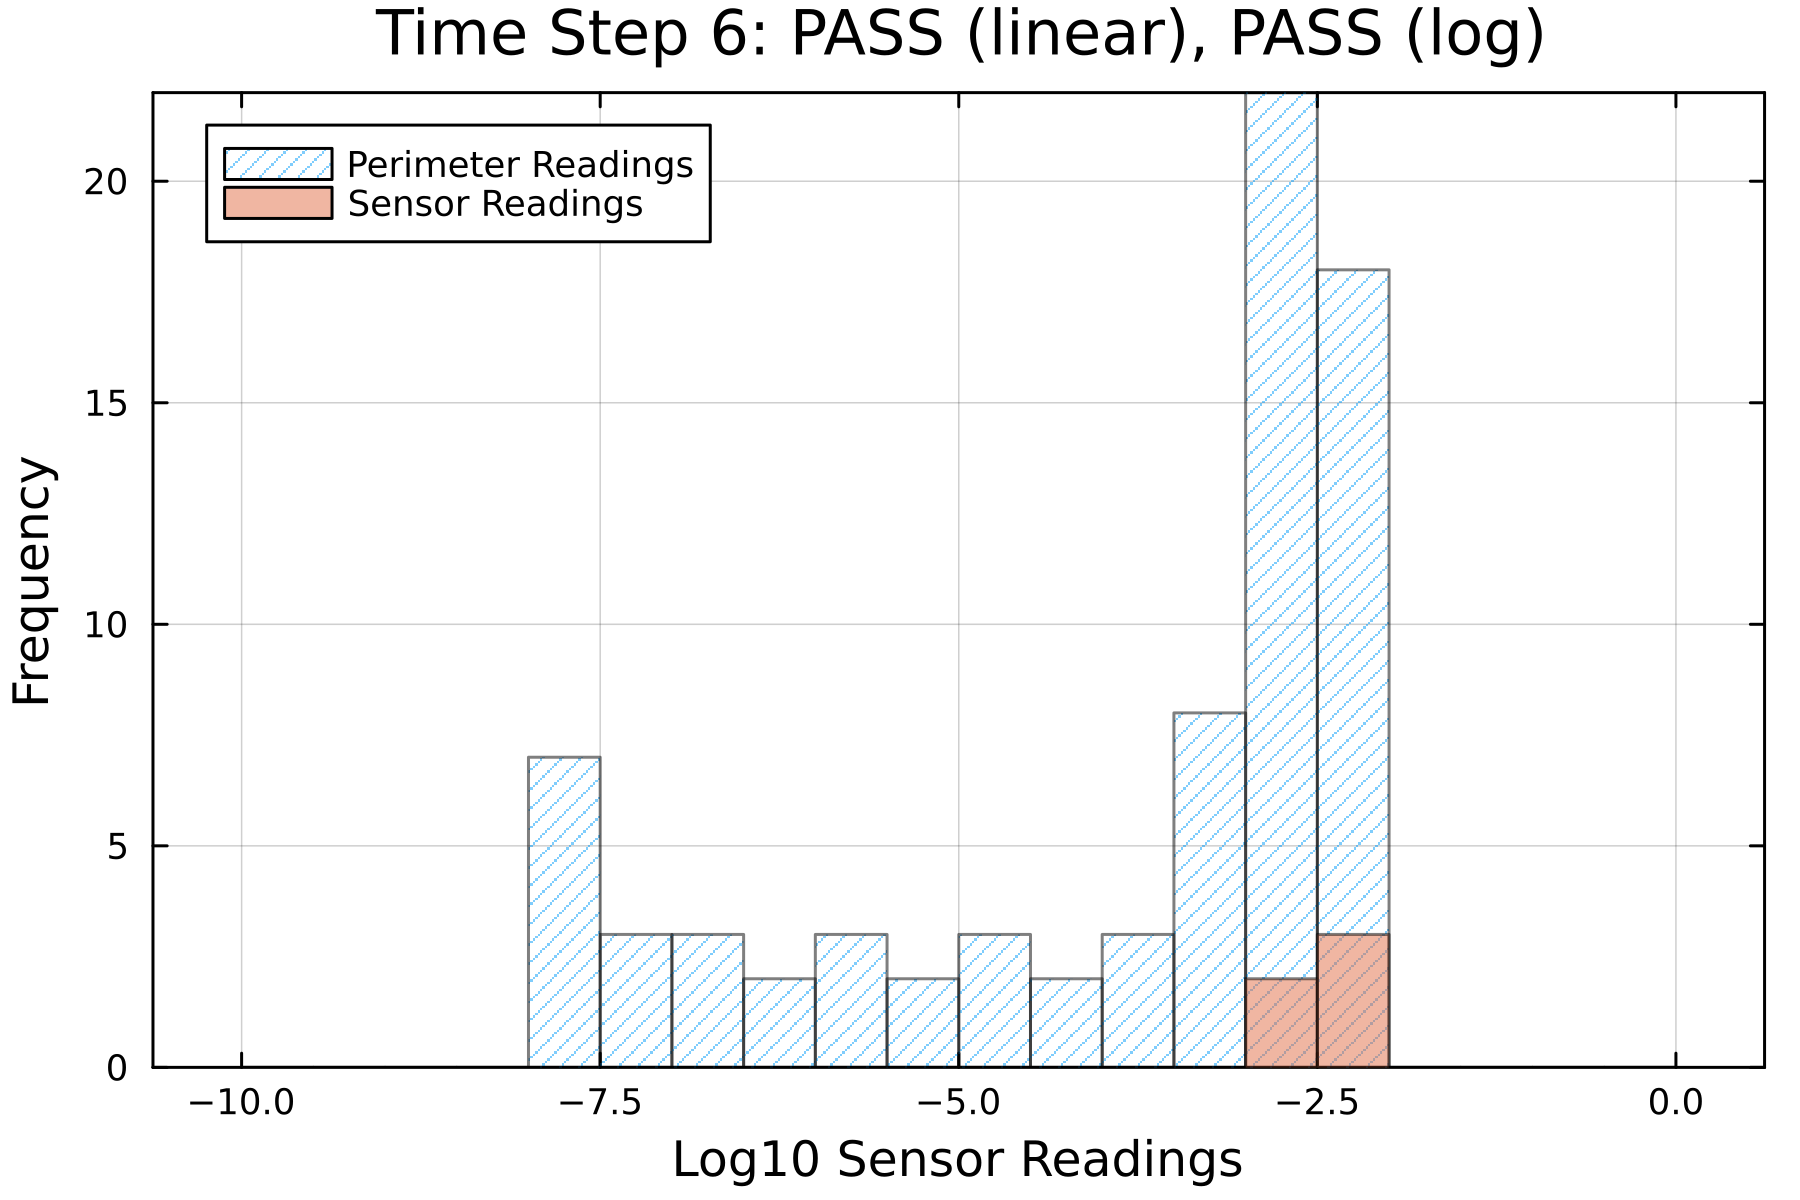 Time Step 6: PASS (linear), PASS (log)
Perimeter Readings
Sensor Readings
20
15
10
5
0
Frequency
−10.0
−7.5
−5.0
−2.5
0.0
Log10 Sensor Readings